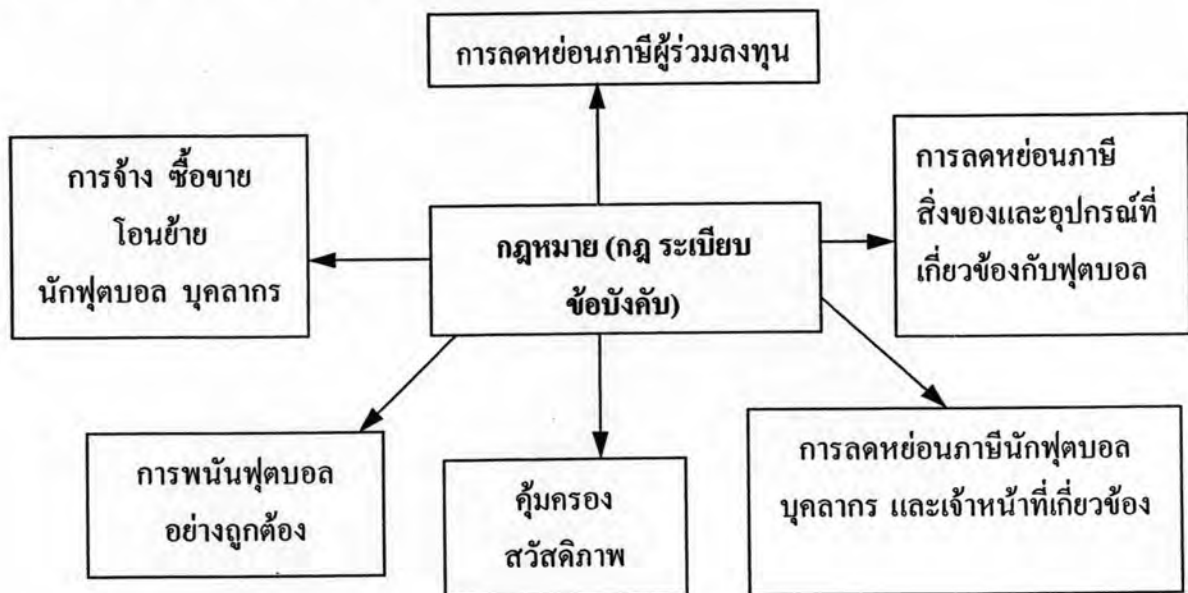 การลดหย่อนภาษีผู้ร่วมลงทุน
การจ้าง ซื้อขาย
โอนย้าย
นักฟุตบอล บุคลากร
กฎหมาย (กฎ ระเบียบ
ข้อบังคับ)
การลดหย่อนภาษี
สิ่งของและอุปกรณ์ที่
เกี่ยวข้องกับฟุตบอล
การพนันฟุตบอล
อย่างถูกต้อง
คุ้มครอง
สวัสดิภาพ
การลดหย่อนภาษีนักฟุตบอล
บุคลากร และเจ้าหน้าที่เกี่ยวข้อง